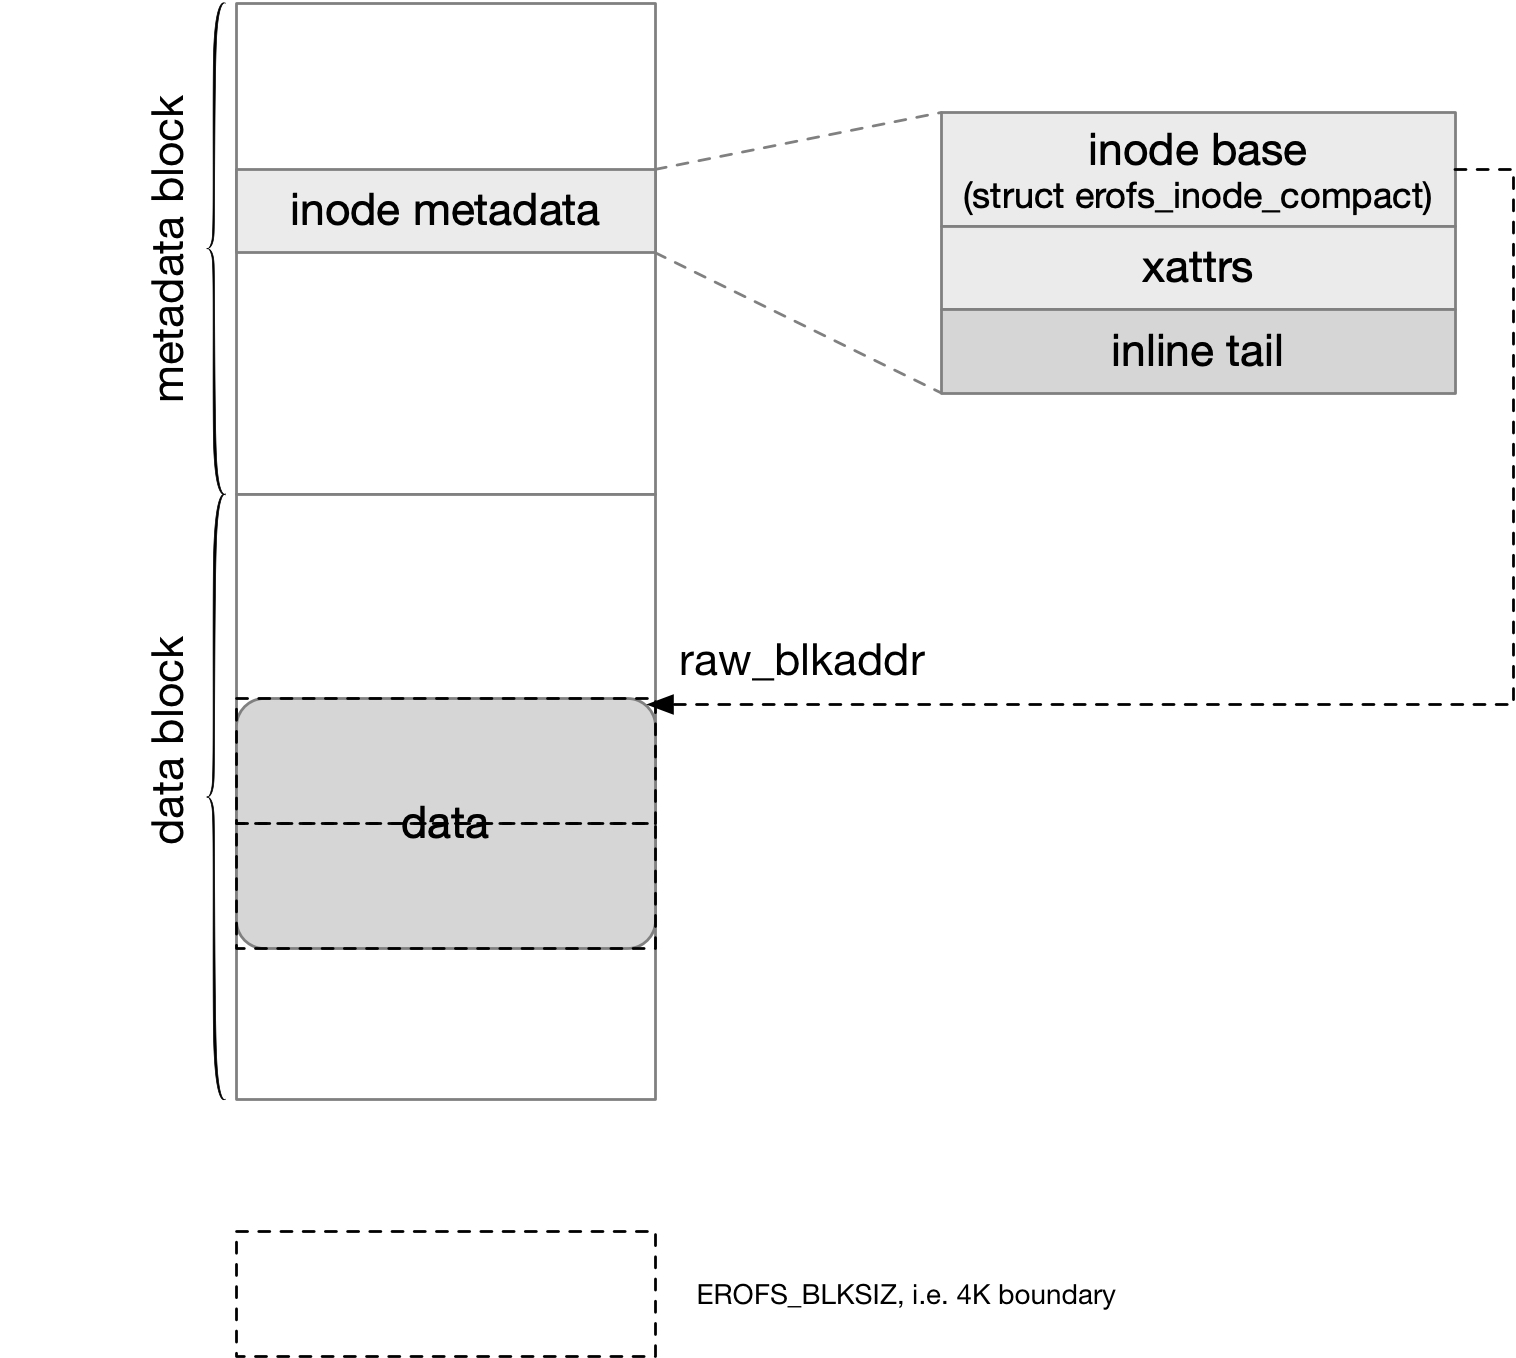 metadata block
inode metadata
inode base
(struct erofs_inode_compact)
xattrs
inline tail
raw_blkaddr
data block
data
EROFS_BLKSIZ, i.e. 4K boundary